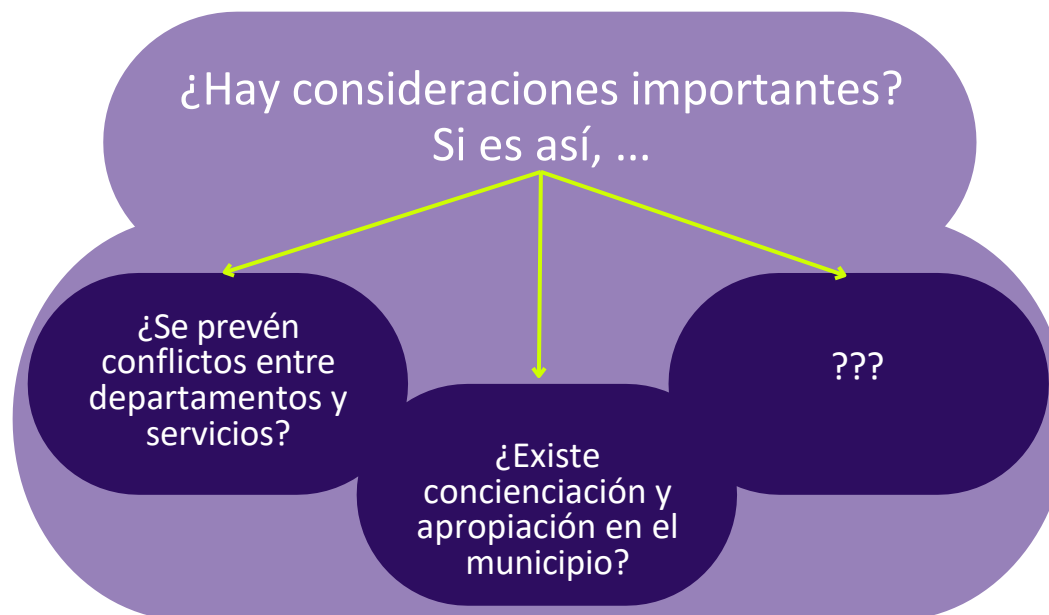 ¿Hay consideraciones importantes?
Si es así, ...
¿Se prevén
conflictos entre
departamentos y
servicios?
¿Existe
concienciación y
apropiación en el
municipio?
???